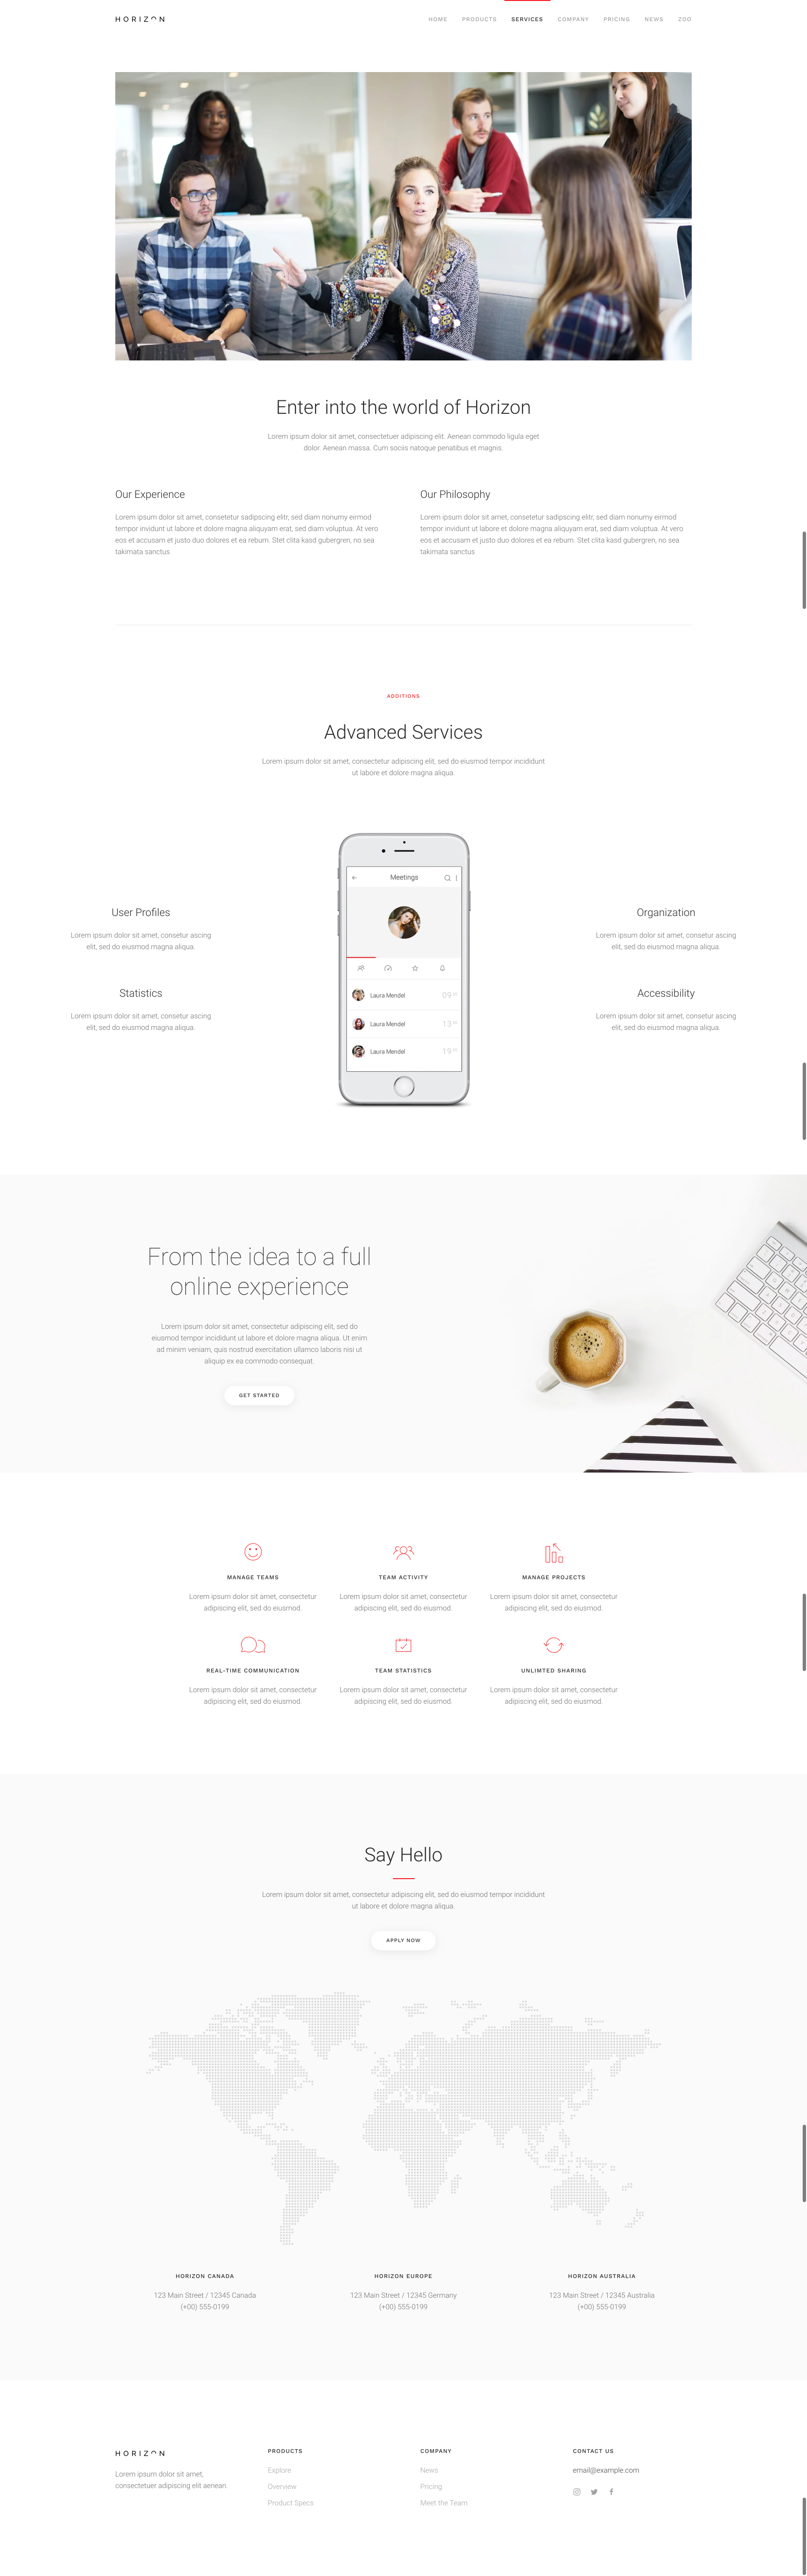 HORIZON
HOME PRODUCTS SERVICES COMPANY PRICING NEWS ZOO
Enter into the world of Horizon
Lorem ipsum dolor sit amet, consectetuer adipiscing elit. Aenean commodo ligula eget
dolor. Aenean massa. Cum sociis natoque penatibus et magnis.
Our Experience
Lorem ipsum dolor sit amet, consetetur sadipscing elitr, sed diam nonumy eirmod
tempor invidunt ut labore et dolore magna aliquyam erat, sed diam voluptua. At vero
eos et accusam et justo duo dolores et ea rebum. Stet clita kasd gubergren, no sea
takimata sanctus
Our Philosophy
Lorem ipsum dolor sit amet, consetetur sadipscing elitr, sed diam nonumy eirmod
tempor invidunt ut labore et dolore magna aliquyam erat, sed diam voluptua. At vero
eos et accusam et justo duo dolores et ea rebum. Stet clita kasd gubergren, no sea
takimata sanctus
ADDITIONS
Advanced Services
Lorem ipsum dolor sit amet, consectetur adipiscing elit, sed do eiusmod tempor incididunt
ut labore et dolore magna aliqua.
User Profiles
Lorem ipsum dolor sit amet, consetur ascing
elit, sed do eiusmod magna aliqua.
Statistics
Lorem ipsum dolor sit amet, consetur ascing
elit, sed do eiusmod magna aliqua.
Meetings
Laura Mendel 09
Laura Mendel 13
Laura Mendel 19
Organization
Lorem ipsum dolor sit amet, consetur ascing
elit, sed do eiusmod magna aliqua.
Accessibility
Lorem ipsum dolor sit amet, consetur ascing
elit, sed do eiusmod magna aliqua.
From the idea to a full
online experience
Lorem ipsum dolor sit amet, consectetur adipiscing elit, sed do
eiusmod tempor incididunt ut labore et dolore magna aliqua. Ut enim
ad minim veniam, quis nostrud exercitation ullamco laboris nisi ut
aliquip ex ea commodo consequat.
GET STARTED
MANAGE TEAMS
Lorem ipsum dolor sit amet, consectetur
adipiscing elit, sed do eiusmod.
TEAM ACTIVITY
Lorem ipsum dolor sit amet, consectetur
adipiscing elit, sed do eiusmod.
MANAGE PROJECTS
Lorem ipsum dolor sit amet, consectetur
adipiscing elit, sed do eiusmod.
REAL-TIME COMMUNICATION
Lorem ipsum dolor sit amet, consectetur
adipiscing elit, sed do eiusmod.
TEAM STATISTICS
Lorem ipsum dolor sit amet, consectetur
adipiscing elit, sed do eiusmod.
UNLIMTED SHARING
Lorem ipsum dolor sit amet, consectetur
adipiscing elit, sed do eiusmod.
Say Hello
Lorem ipsum dolor sit amet, consectetur adipiscing elit, sed do eiusmod tempor incididunt
ut labore et dolore magna aliqua.
APPLY NOW
HORIZON CANADA
123 Main Street / 12345 Canada
(+00) 555-0199
HORIZON EUROPE
123 Main Street / 12345 Germany
(+00) 555-0199
HORIZON AUSTRALIA
123 Main Street / 12345 Australia
(+00) 555-0199
HORIZON
Lorem ipsum dolor sit amet,
consectetuer adipiscing elit aenean.
PRODUCTS
Explore
Overview
Product Specs
COMPANY
News
Pricing
Meet the Team
CONTACT US
email@example.com